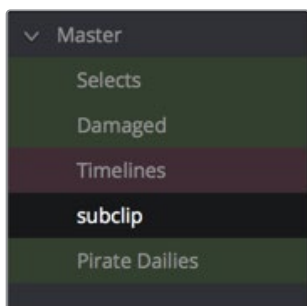 Master
Selects
Damaged
Timelines
subclip
Pirate Dailies